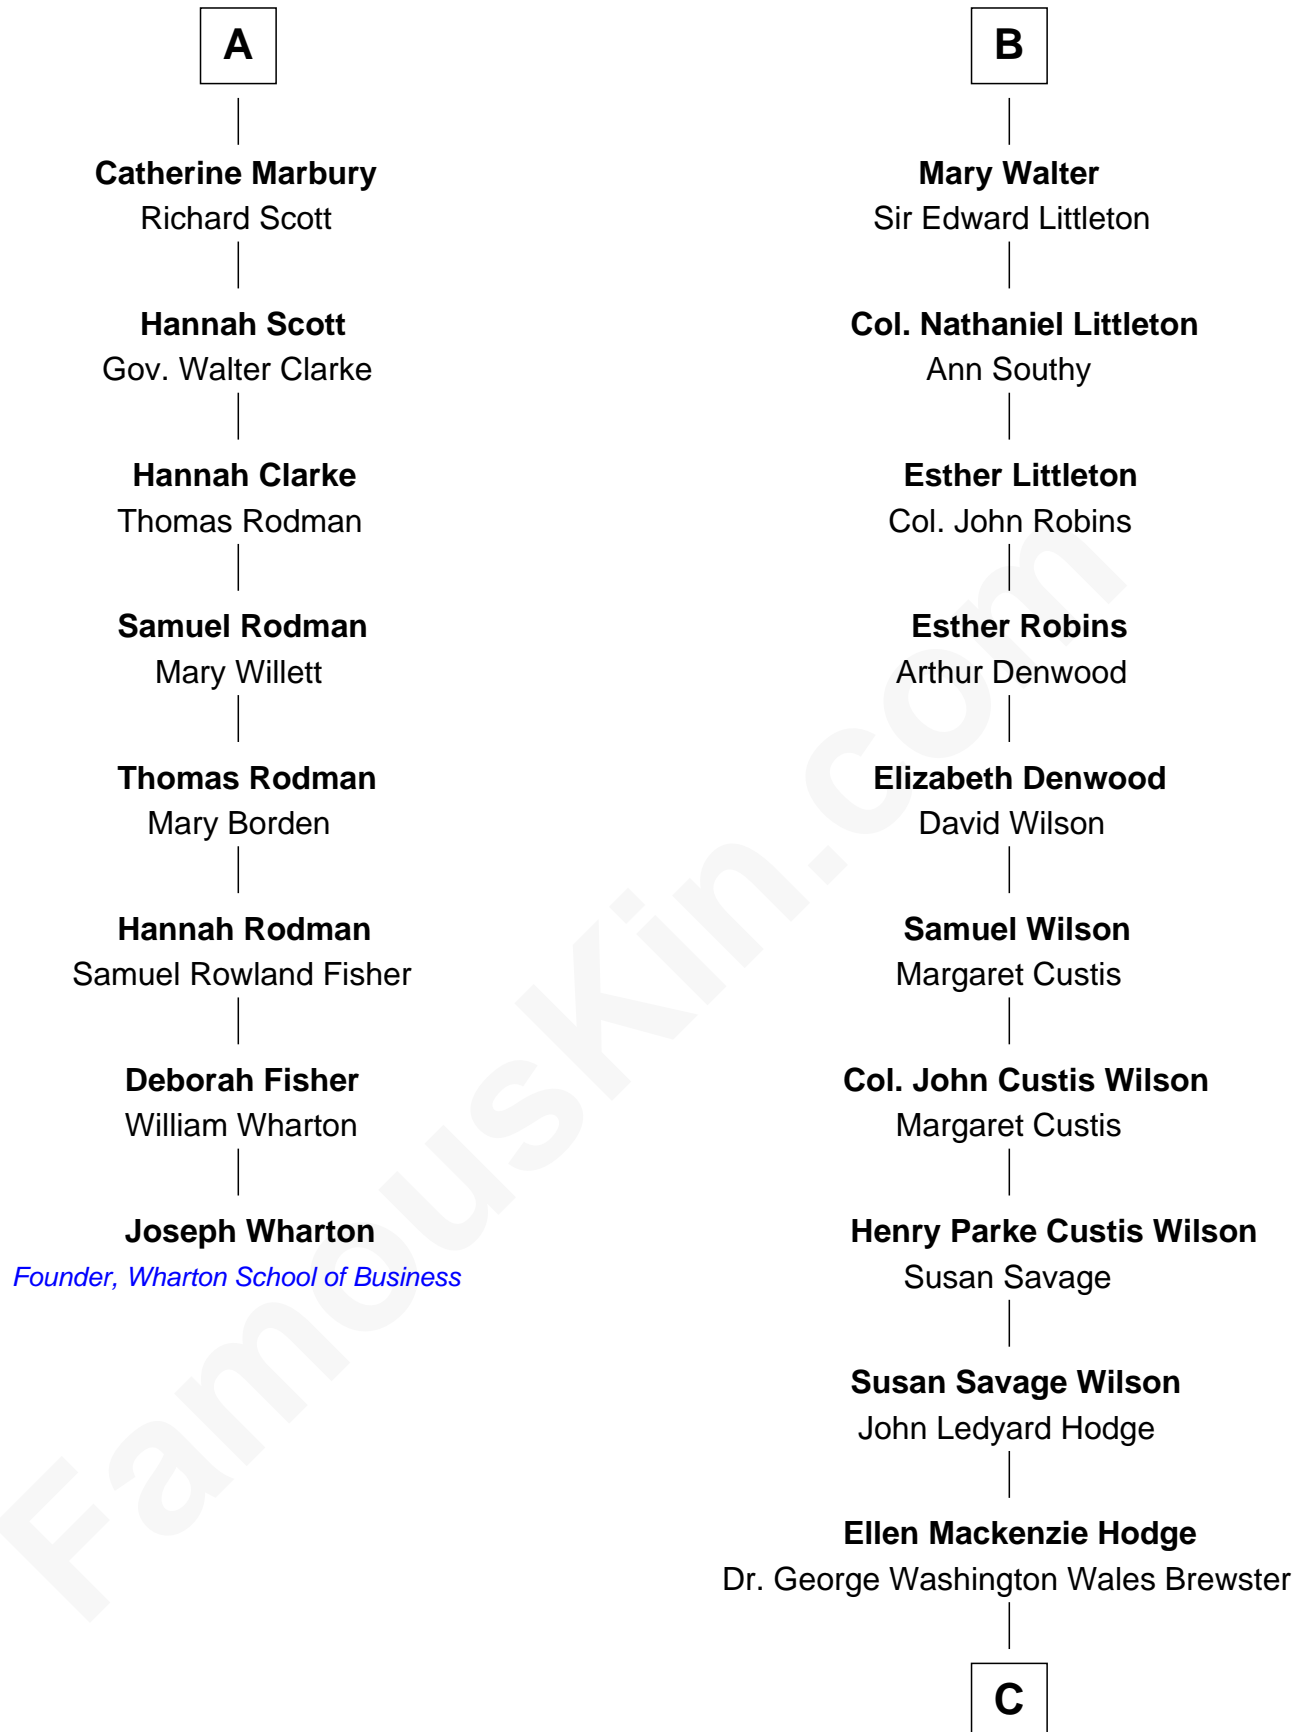 A
Catherine Marbury
Richard Scott
Hannah Scott
Gov. Walter Clarke
Hannah Clarke
Thomas Rodman
Samuel Rodman
Mary Willett
Thomas Rodman
Mary Borden
Hannah Rodman
Samuel Rowland Fisher
Deborah Fisher
William Wharton
Joseph Wharton
Founder, Wharton School of Business
B
Mary Walter
Sir Edward Littleton
Col. Nathaniel Littleton
Ann Southy
Esther Littleton
Col. John Robins
Esther Robins
Arthur Denwood
Elizabeth Denwood
David Wilson
Samuel Wilson
Margaret Custis
Col. John Custis Wilson
Margaret Custis
Henry Parke Custis Wilson
Susan Savage
Susan Savage Wilson
John Ledyard Hodge
Ellen Mackenzie Hodge
Dr. George Washington Wales Brewster
C
FamousKin.com